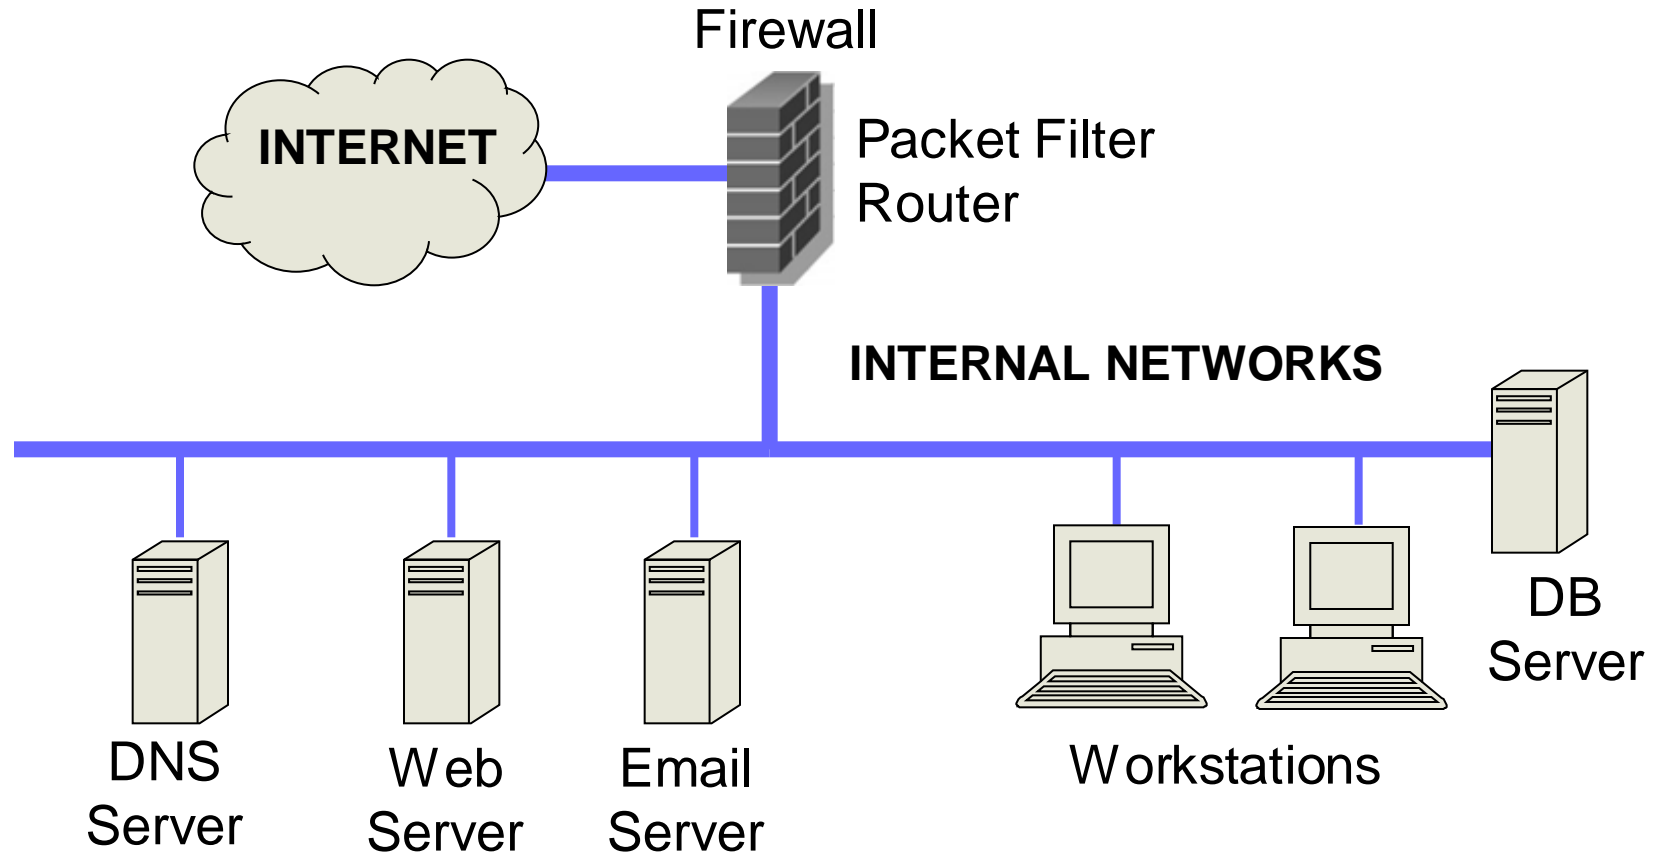 Firewall
INTERNET
Packet Filter
Router
INTERNAL NETWORKS
DB
Server
DNS
Server
Web
Server
Email
Server
Workstations